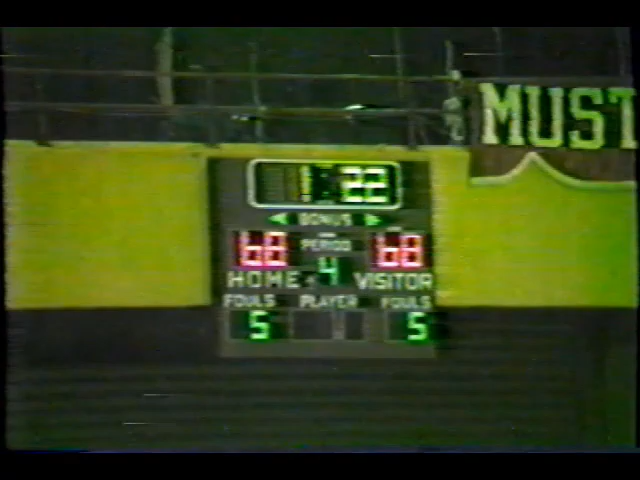 MUST
22
BONUS
68 PERIOD 68
HOME 4 VISITOR
FOULS PLAYER FOULS
5 5